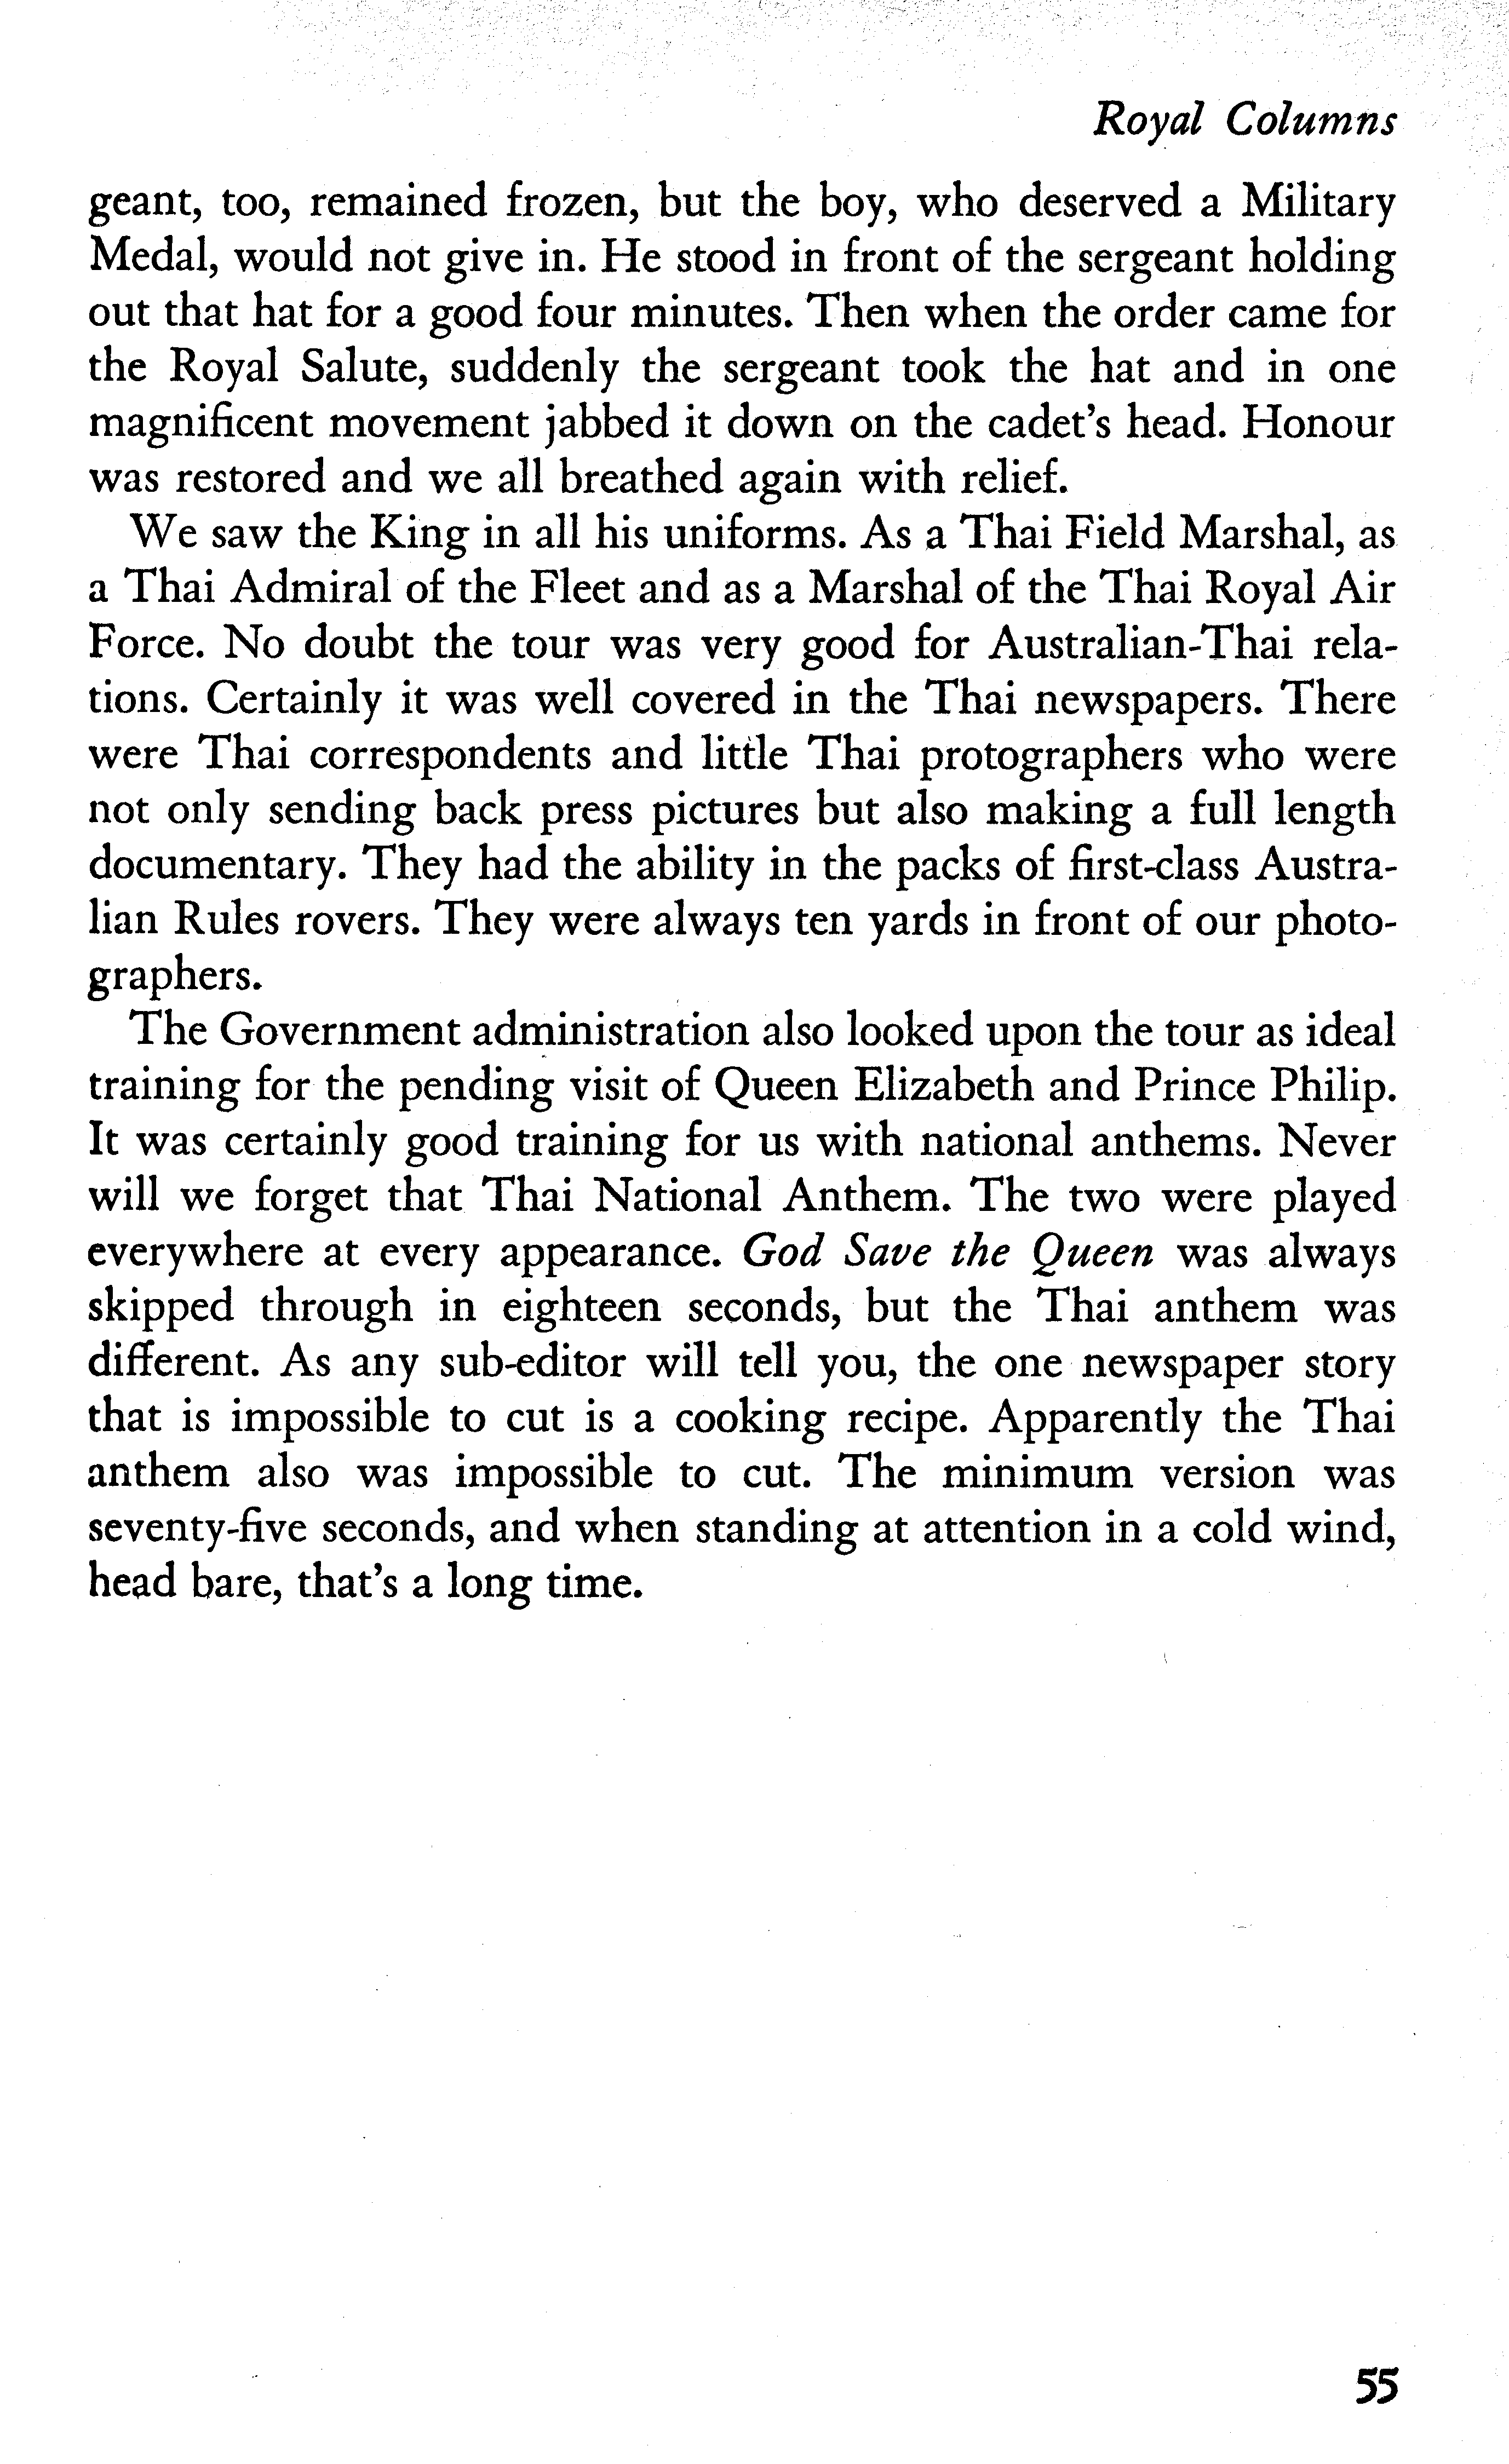 Royal Columns
geant, too, remained frozen, but the boy, who deserved a Military
Medal, would not give in. He stood in front of the sergeant holding
out that hat for a good four minutes. Then when the order came for
the Royal Salute, suddenly the sergeant took the hat and in one
magnificent movement jabbed it down on the cadet's head. Honour
was restored and we all breathed again with relief.
We saw the King in all his uniforms. As a Thai Field Marshal, as
a Thai Admiral of the Fleet and as a Marshal of the Thai Royal Air
Force. No doubt the tour was very good for Australian-Thai rela-
tions. Certainly it was well covered in the Thai newspapers. There
were Thai correspondents and little Thai protographers who were
not only sending back press pictures but also making a full length
documentary. They had the ability in the packs of first-class Austra-
lian Rules rovers. They were always ten yards in front of our photo-
graphers.
The Government administration also looked upon the tour as ideal
training for the pending visit of Queen Elizabeth and Prince Philip.
It was certainly good training for us with national anthems. Never
will we forget that Thai National Anthem. The two were played
everywhere at every appearance. God Save the Queen was always
skipped through in eighteen seconds, but the Thai anthem was
different. As any sub-editor will tell you, the one newspaper story
that is impossible to cut is a cooking recipe. Apparently the Thai
anthem also was impossible to cut. The minimum version was
seventy-five seconds, and when standing at attention in a cold wind,
head bare, that's a long time.
55